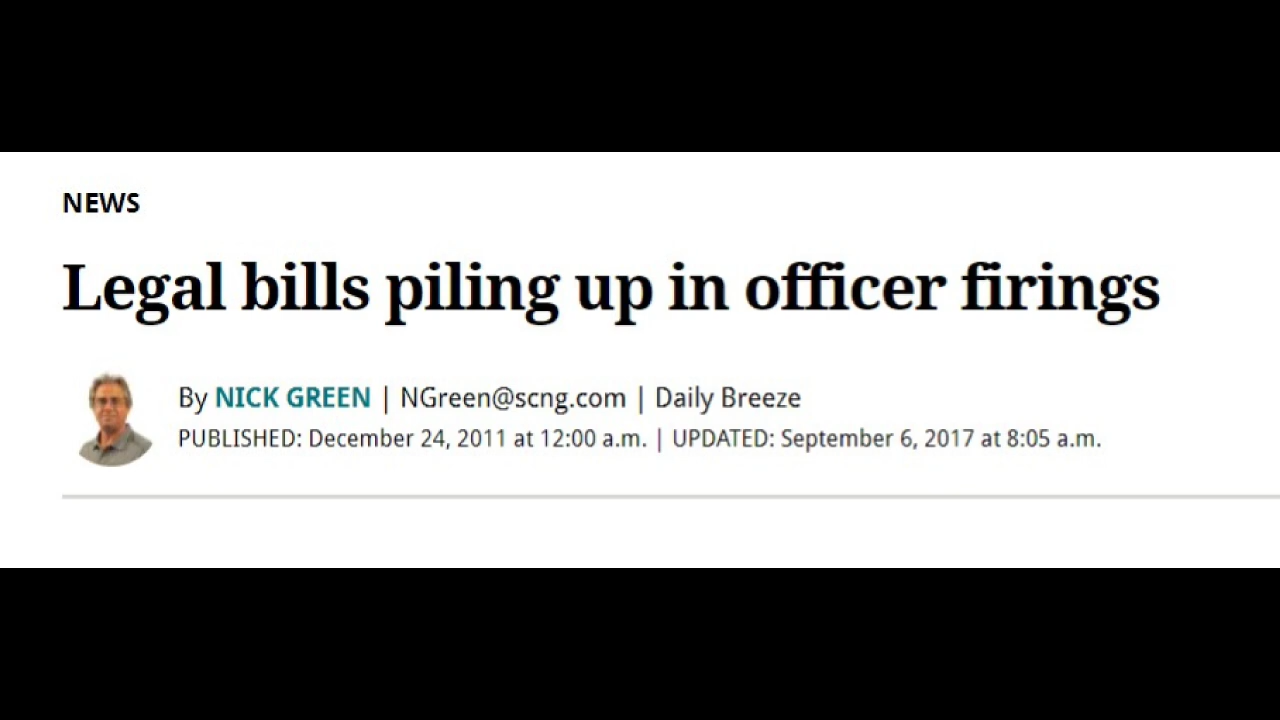 NEWS
Legal bills piling up in officer firings
By NICK GREEN | NGreen@scng.com | Daily Breeze
PUBLISHED: December 24, 2011 at 12:00 a.m. | UPDATED: September 6, 2017 at 8:05 a.m.